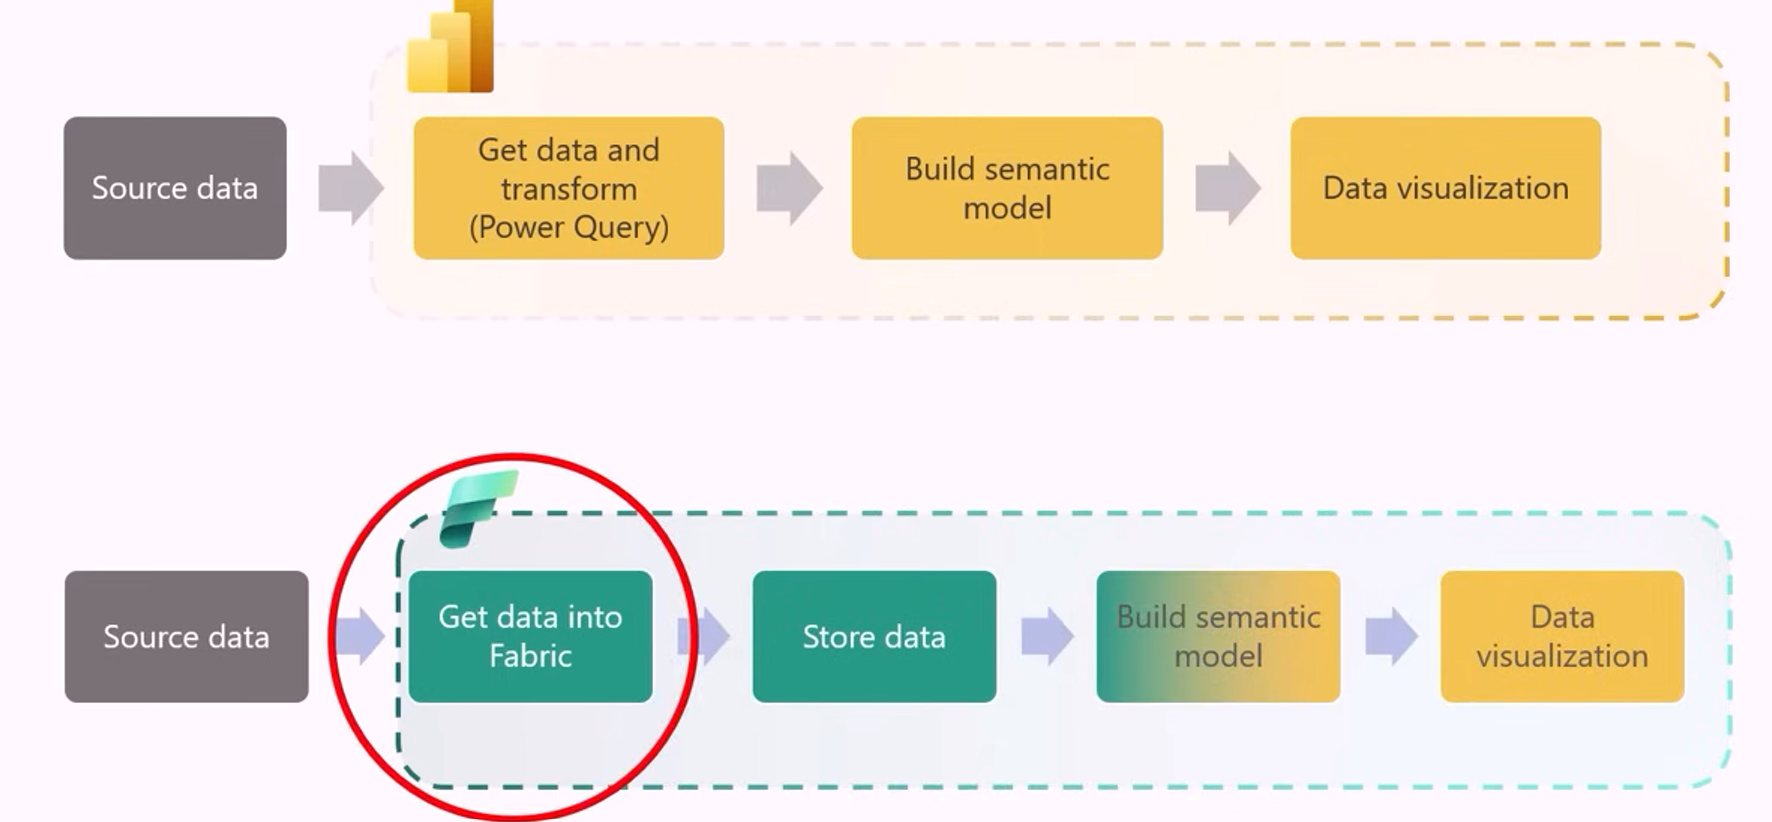 Source data
Get data and
transform
(Power Query)
Build semantic
model
Data visualization
Source data
Get data into
Fabric
Store data
Build semantic
model
Data
visualization